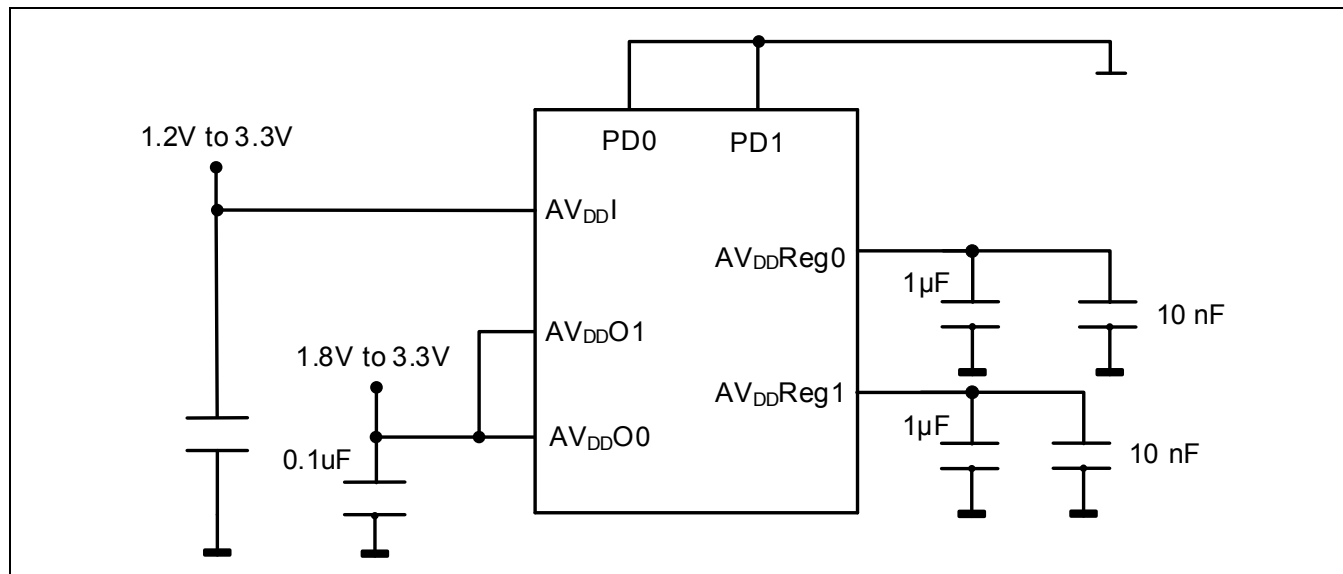 PD0 PD1
1.2V to 3.3V
AVDDI
AVDDReg0
1µF
10 nF
AVDDO1
1.8V to 3.3V
AVDDReg1
1µF
AVDDO0
0.1uF
10 nF